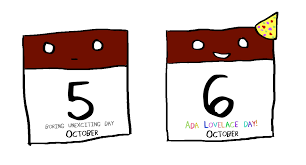 5
BORING UNEXCITING DAY
OCTOBER
6
ADA LOVELACE DAY!
OCTOBER